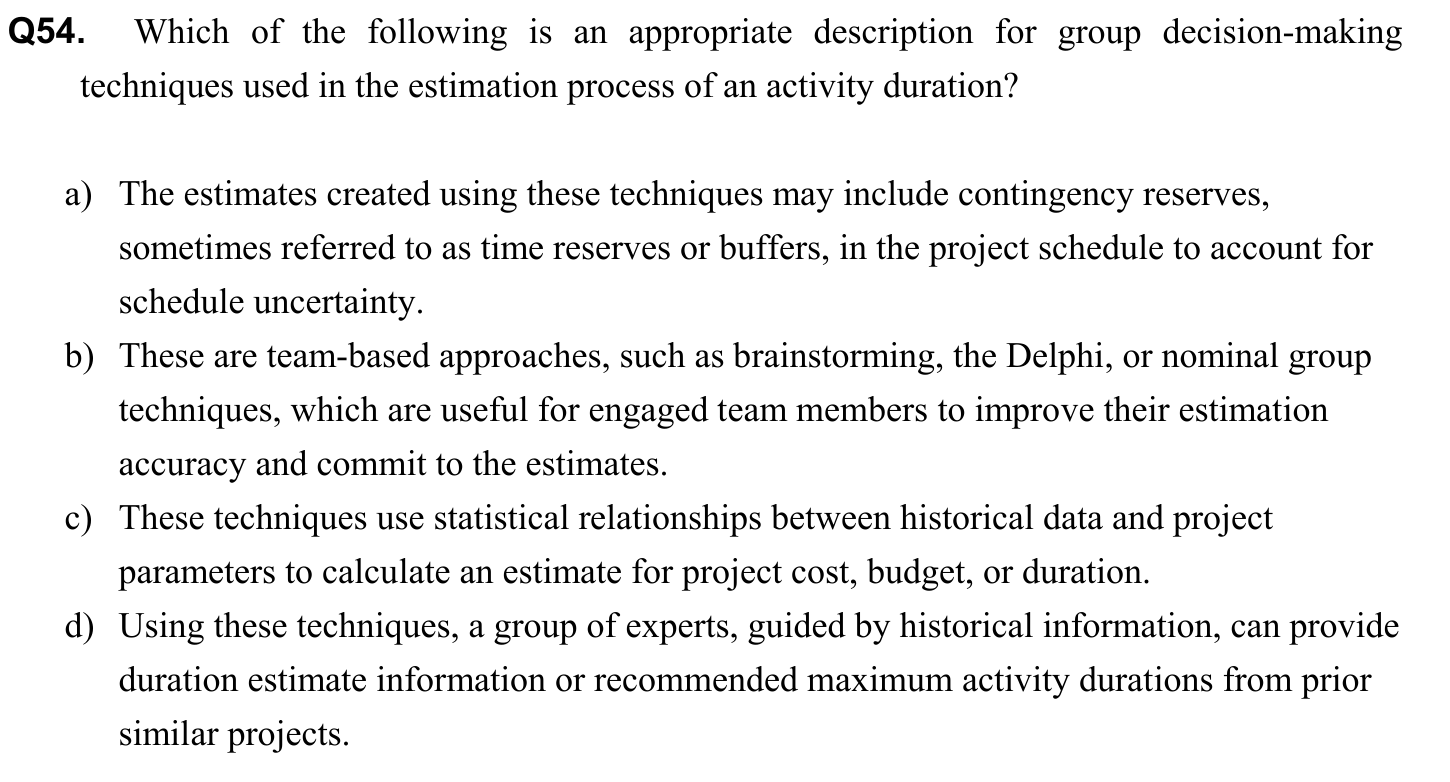 Q54. Which of the following is an appropriate description for group decision-making
techniques used in the estimation process of an activity duration?
a) The estimates created using these techniques may include contingency reserves,
sometimes referred to as time reserves or buffers, in the project schedule to account for
schedule uncertainty.
b) These are team-based approaches, such as brainstorming, the Delphi, or nominal group
techniques, which are useful for engaged team members to improve their estimation
accuracy and commit to the estimates.
c) These techniques use statistical relationships between historical data and project
parameters to calculate an estimate for project cost, budget, or duration.
d) Using these techniques, a group of experts, guided by historical information, can provide
duration estimate information or recommended maximum activity durations from prior
similar projects.